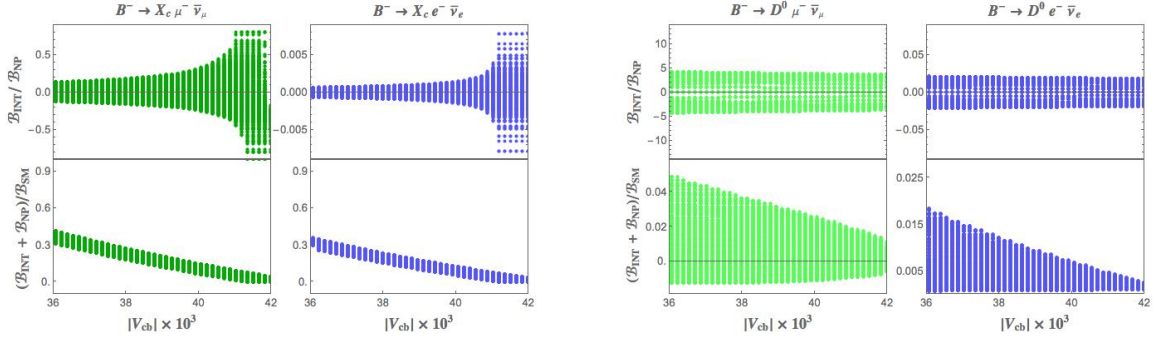 B⁻ → X_c μ⁻ ν̄_μ
B⁻ → X_c e⁻ ν̄_e
B_INT / B_NP
0.5
0.0
-0.5
0.005
0.000
-0.005
(B_INT + B_NP)/B_SM
0.9
0.6
0.3
0.
0.9
0.6
0.3
0.
36 38 40 42
36 38 40 42
|V_cb| × 10³
|V_cb| × 10³
B⁻ → D⁰ μ⁻ ν̄_μ
B⁻ → D⁰ e⁻ ν̄_e
B_INT/B_NP
10
5
0
-5
-10
0.05
0.00
-0.05
(B_INT + B_NP)/B_SM
0.04
0.02
0.
0.025
0.015
0.005
36 38 40 42
36 38 40 42
|V_cb| × 10³
|V_cb| × 10³